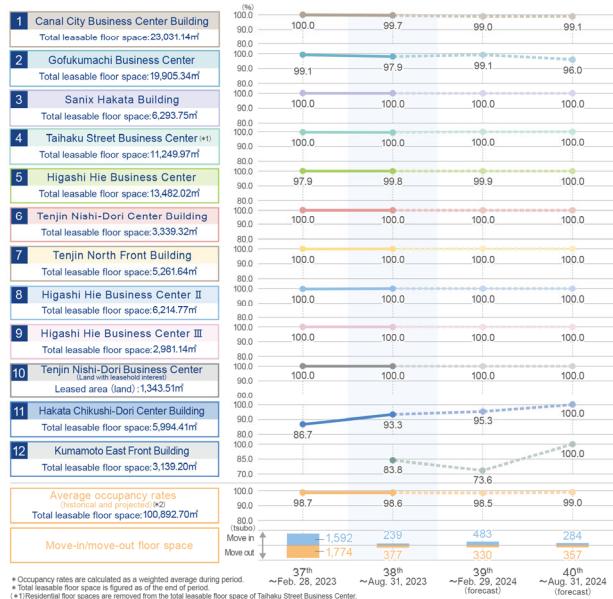 (%)
1 Canal City Business Center Building
Total leasable floor space:23,031.14㎡
100.0
90.0
80.0
100.0 99.7 99.0 99.1
2 Gofukumachi Business Center
Total leasable floor space:19,905.34㎡
100.0
90.0
80.0
99.1 97.9 99.1 96.0
3 Sanix Hakata Building
Total leasable floor space:6,293.75㎡
100.0
90.0
80.0
100.0 100.0 100.0 100.0
4 Taihaku Street Business Center(*1)
Total leasable floor space:11,249.97㎡
100.0
90.0
80.0
100.0 100.0 100.0 100.0
5 Higashi Hie Business Center
Total leasable floor space:13,482.02㎡
100.0
90.0
80.0
97.9 99.8 99.9 100.0
6 Tenjin Nishi-Dori Center Building
Total leasable floor space:3,339.32㎡
100.0
90.0
80.0
100.0 100.0 100.0 100.0
7 Tenjin North Front Building
Total leasable floor space:5,261.64㎡
100.0
90.0
80.0
100.0 100.0 100.0 100.0
8 Higashi Hie Business Center Ⅱ
Total leasable floor space:6,214.77㎡
100.0
90.0
80.0
100.0 100.0 100.0 100.0
9 Higashi Hie Business Center Ⅲ
Total leasable floor space:2,981.14㎡
100.0
90.0
80.0
100.0 100.0 100.0 100.0
10 Tenjin Nishi-Dori Business Center
(Land with leasehold interest)
Leased area (land):1,343.51㎡
100.0
90.0
100.0 100.0 100.0 100.0
11 Hakata Chikushi-Dori Center Building
Total leasable floor space:5,994.41㎡
100.0
90.0
80.0
86.7 93.3 95.3 100.0
12 Kumamoto East Front Building
Total leasable floor space:3,139.20㎡
100.0
85.0
70.0
83.8 73.6 100.0
Average occupancy rates
(historical and projected)(*2)
Total leasable floor space:100,892.70㎡
100.0
90.0
80.0
98.7 98.6 98.5 99.0
(tsubo)
Move-in/move-out floor space
Move in 1,592 239 483 284
Move out 1,774 377 330 357
37th 38th 39th 40th
～Feb. 28, 2023 ～Aug. 31, 2023 ～Feb. 29, 2024 ～Aug. 31, 2024
(forecast) (forecast)
* Occupancy rates are calculated as a weighted average during period.
* Total leasable floor space is figured as of the end of period.
(*1)Residential floor spaces are removed from the total leasable floor space of Taihaku Street Business Center.